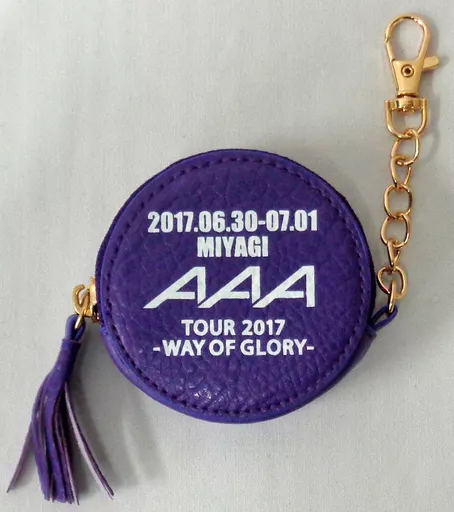 2017.06.30-07.01
MIYAGI
AAA
TOUR 2017
-WAY OF GLORY-